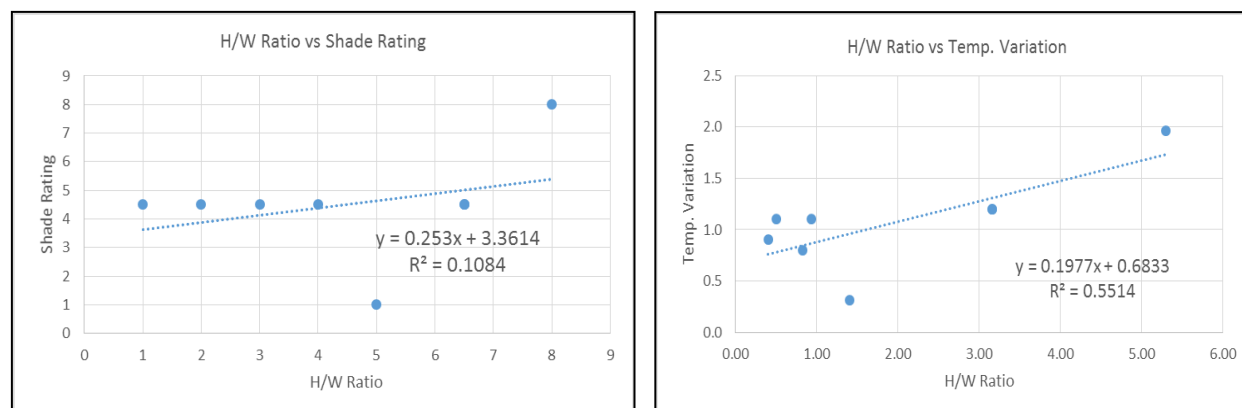 H/W Ratio vs Shade Rating
9
8
7
6
5
4
3
2
1
0
Shade Rating
y = 0.253x + 3.3614
R² = 0.1084
0 1 2 3 4 5 6 7 8 9
H/W Ratio
H/W Ratio vs Temp. Variation
2.5
2.0
1.5
1.0
0.5
0.0
Temp. Variation
y = 0.1977x + 0.6833
R² = 0.5514
0.00 1.00 2.00 3.00 4.00 5.00 6.00
H/W Ratio